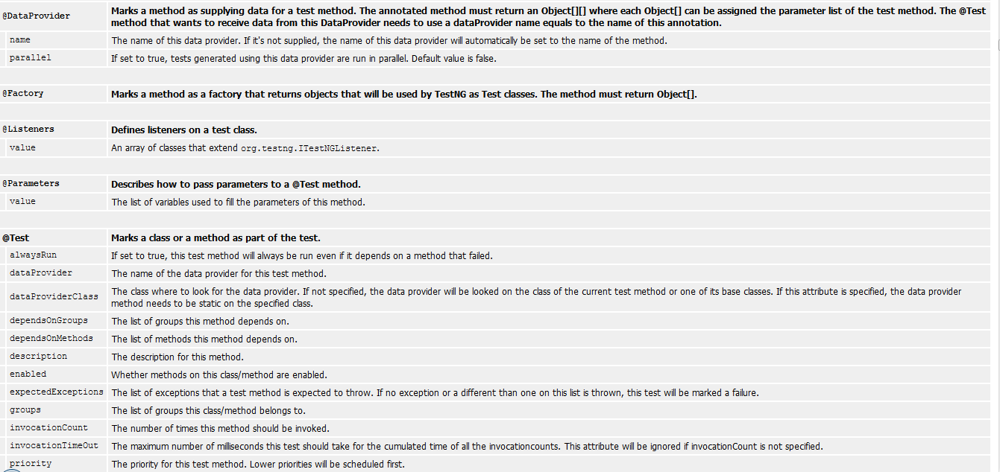 @DataProvider
Marks a method as supplying data for a test method. The annotated method must return an Object[][] where each Object[] can be assigned the parameter list of the test method. The @Test
method that wants to receive data from this DataProvider needs to use a dataProvider name equals to the name of this annotation.
name
The name of this data provider. If it's not supplied, the name of this data provider will automatically be set to the name of the method.
parallel
If set to true, tests generated using this data provider are run in parallel. Default value is false.
@Factory
Marks a method as a factory that returns objects that will be used by TestNG as Test classes. The method must return Object[].
@Listeners
Defines listeners on a test class.
value
An array of classes that extend org.testng.ITestNGListener.
@Parameters
Describes how to pass parameters to a @Test method.
value
The list of variables used to fill the parameters of this method.
@Test
Marks a class or a method as part of the test.
alwaysRun
If set to true, this test method will always be run even if it depends on a method that failed.
dataProvider
The name of the data provider for this test method.
dataProviderClass
The class where to look for the data provider. If not specified, the data provider will be looked on the class of the current test method or one of its base classes. If this attribute is specified, the data provider
method needs to be static on the specified class.
dependsOnGroups
The list of groups this method depends on.
dependsOnMethods
The list of methods this method depends on.
description
The description for this method.
enabled
Whether methods on this class/method are enabled.
expectedExceptions
The list of exceptions that a test method is expected to throw. If no exception or a different than one on this list is thrown, this test will be marked a failure.
groups
The list of groups this class/method belongs to.
invocationCount
The number of times this method should be invoked.
invocationTimeOut
The maximum number of milliseconds this test should take for the cumulated time of all the invocationcounts. This attribute will be ignored if invocationCount is not specified.
priority
The priority for this test method. Lower priorities will be scheduled first.